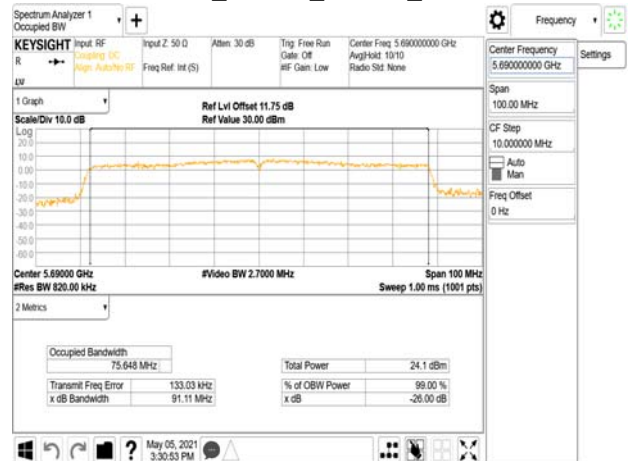 Spectrum Analyzer 1
Occupied BW
Frequency
KEYSIGHT
R
Input: RF
Coupling: DC
Align: Auto/No RF
Input Z: 50 Ω
Freq Ref: Int (S)
Atten: 30 dB
Trig: Free Run
Gate: Off
#IF Gain: Low
Center Freq: 5.690000000 GHz
Avg|Hold: 10/10
Radio Std: None
Center Frequency
5.690000000 GHz
Settings
Span
100.00 MHz
CF Step
10.000000 MHz
Auto
Man
Freq Offset
0 Hz
1 Graph
Scale/Div 10.0 dB
Ref Lvl Offset 11.75 dB
Ref Value 30.00 dBm
Log
20.0
10.0
0.00
-10.0
-20.0
-30.0
-40.0
-50.0
-60.0
Center 5.69000 GHz
#Res BW 820.00 kHz
#Video BW 2.7000 MHz
Span 100 MHz
Sweep 1.00 ms (1001 pts)
2 Metrics
Occupied Bandwidth
75.648 MHz
Transmit Freq Error 133.03 kHz
x dB Bandwidth 91.11 MHz
Total Power 24.1 dBm
% of OBW Power 99.00 %
x dB -26.00 dB
?
May 05, 2021
3:30:53 PM